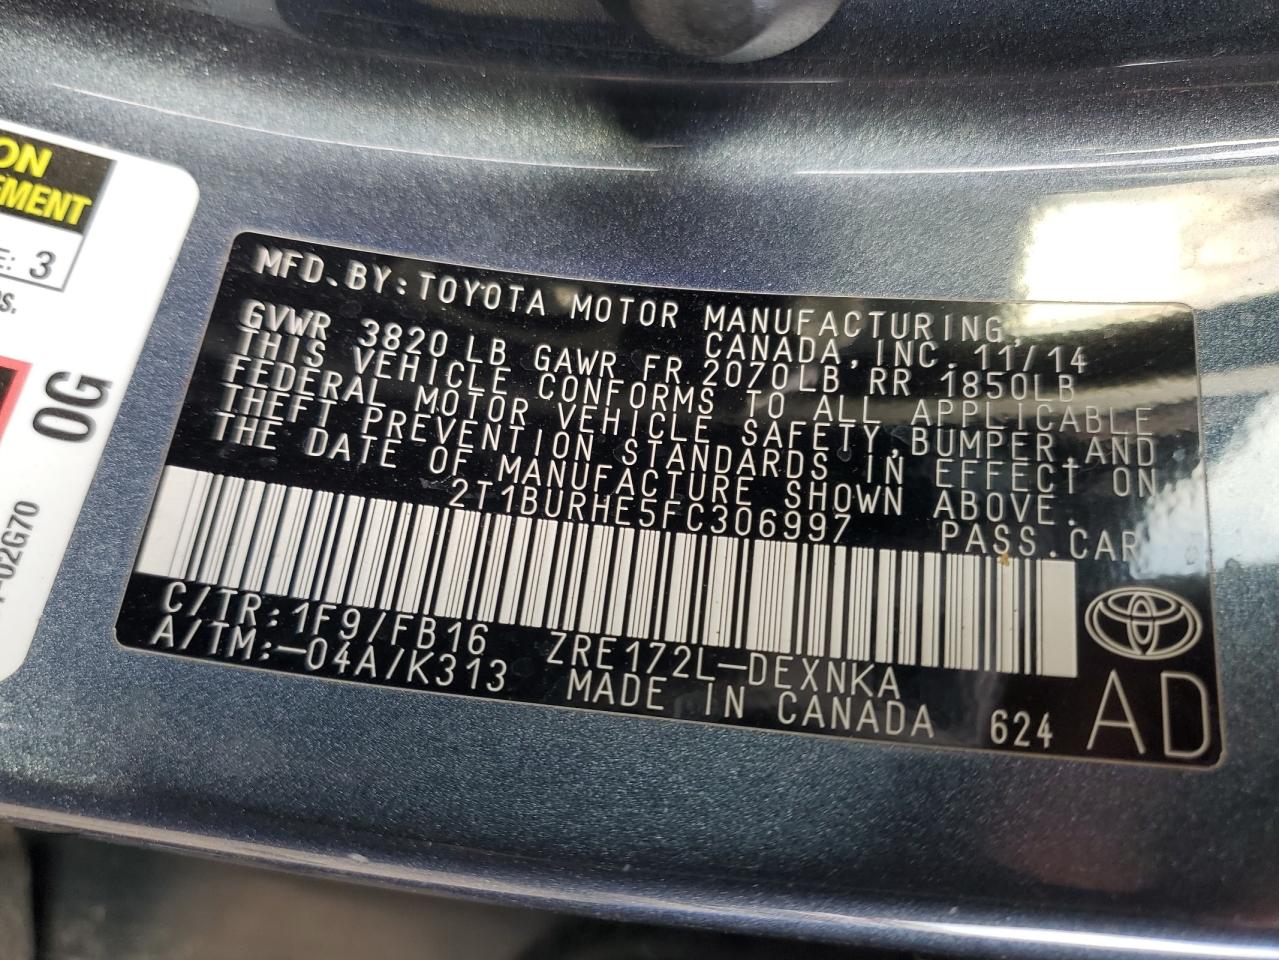 ON
EMENT
E: 3
OG
02G70
MFD.BY:TOYOTA MOTOR MANUFACTURING,
CANADA,INC. 11/14
GVWR 3820 LB GAWR FR 2070LB RR 1850LB
THIS VEHICLE CONFORMS TO ALL APPLICABLE
FEDERAL MOTOR VEHICLE SAFETY,BUMPER,AND
THEFT PREVENTION STANDARDS IN EFFECT ON
THE DATE OF MANUFACTURE SHOWN ABOVE.
2T1BURHE5FC306997 PASS.CAR
C/TR:1F9/FB16 ZRE172L-DEXNKA
A/TM:-04A/K313 MADE IN CANADA 624 AD